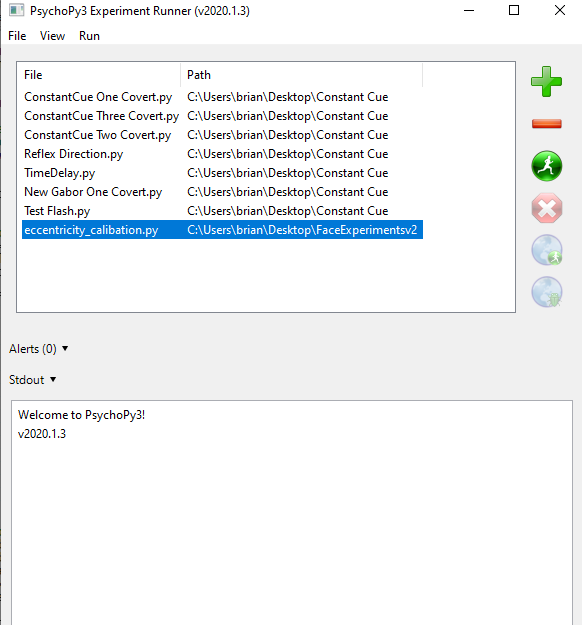 PsychoPy3 Experiment Runner (v2020.1.3)
File View Run
File Path
ConstantCue One Covert.py C:\Users\brian\Desktop\Constant Cue
ConstantCue Three Covert.py C:\Users\brian\Desktop\Constant Cue
ConstantCue Two Covert.py C:\Users\brian\Desktop\Constant Cue
Reflex Direction.py C:\Users\brian\Desktop\Constant Cue
TimeDelay.py C:\Users\brian\Desktop\Constant Cue
New Gabor One Covert.py C:\Users\brian\Desktop\Constant Cue
Test Flash.py C:\Users\brian\Desktop\Constant Cue
eccentricity_calibation.py C:\Users\brian\Desktop\FaceExperimentsv2
Alerts (0) ▼
Stdout ▼
Welcome to PsychoPy3!
v2020.1.3